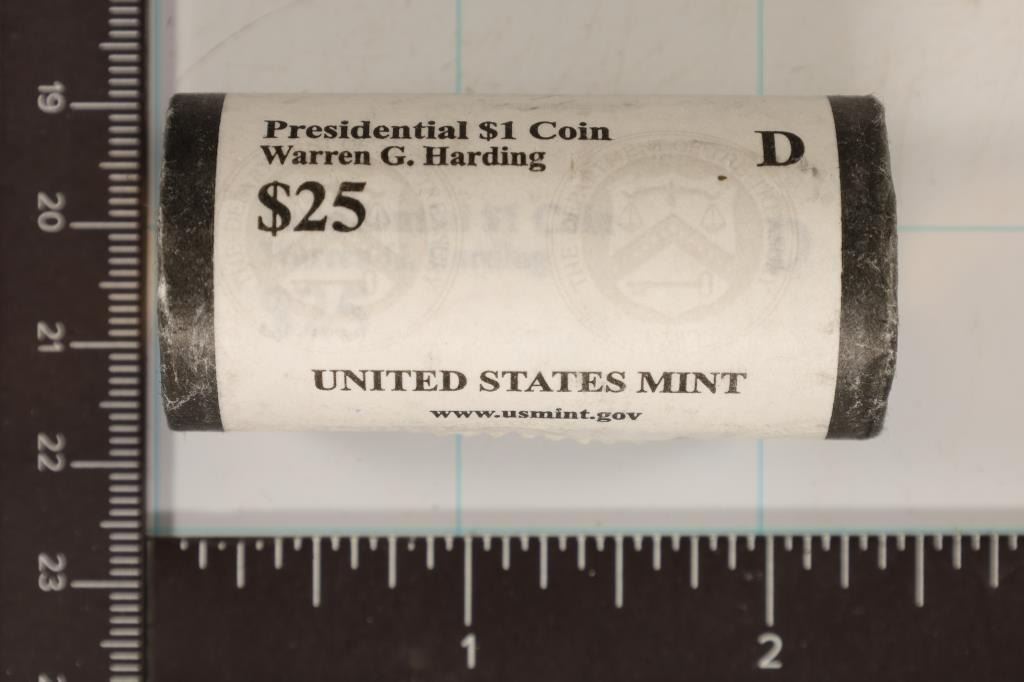 Presidential $1 Coin
Warren G. Harding
D
$25
UNITED STATES MINT
www.usmint.gov
19
20
21
22
23
1
2